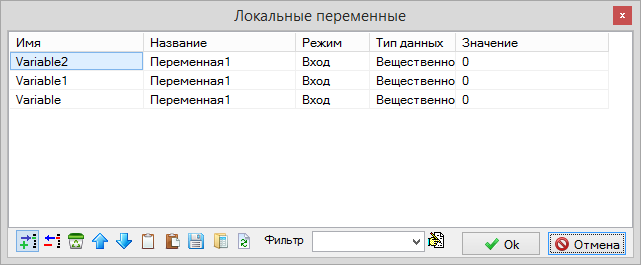 Локальные переменные
Имя Название Режим Тип данных Значение
Variable2 Переменная1 Вход Вещественно 0
Variable1 Переменная1 Вход Вещественно 0
Variable Переменная1 Вход Вещественно 0
Фильтр Ok Отмена